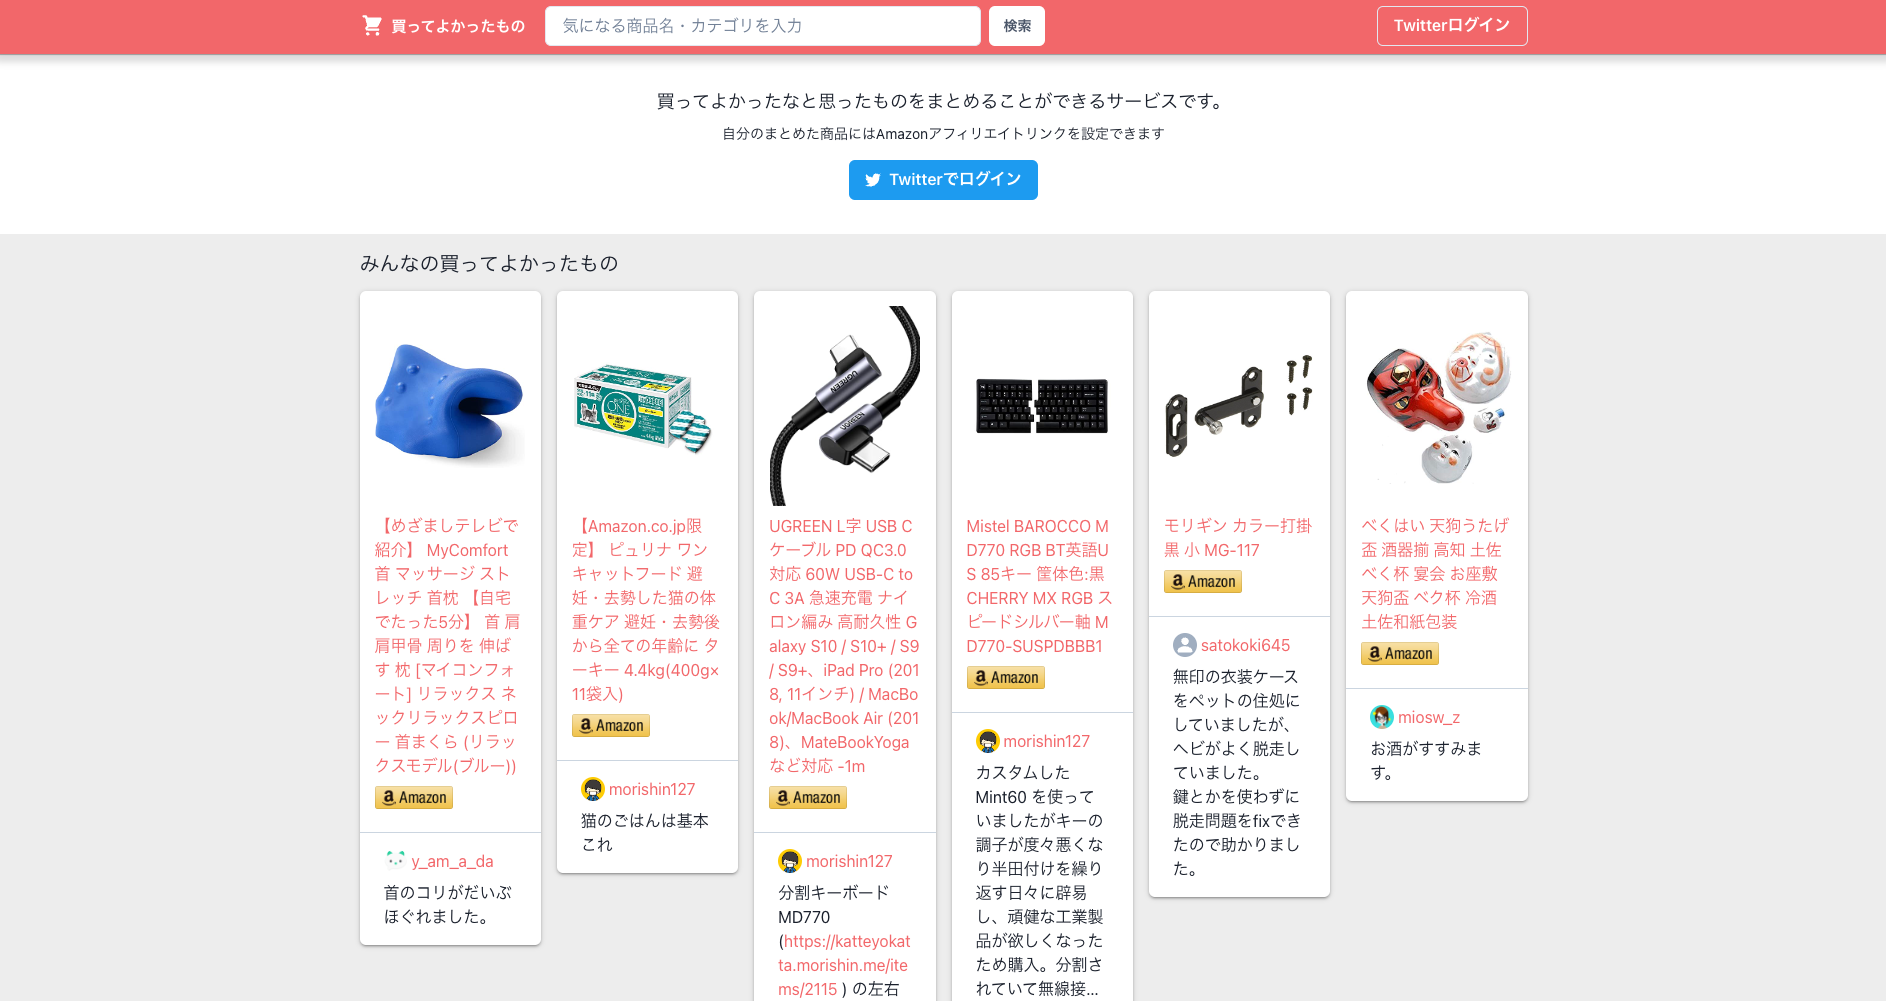 買ってよかったもの
気になる商品名・カテゴリを入力
検索
Twitterログイン
買ってよかったなと思ったものをまとめることができるサービスです。
自分のまとめた商品にはAmazonアフィリエイトリンクを設定できます
Twitterでログイン
みんなの買ってよかったもの
【めざましテレビで
紹介】 MyComfort
首 マッサージ スト
レッチ 首枕 【自宅
でたった5分】 首 肩
肩甲骨 周りを 伸ば
す 枕 [マイコンフォ
ート] リラックス ネ
ックリラックスピロ
ー 首まくら (リラッ
クスモデル(ブルー))
Amazon
y_am_a_da
首のコリがだいぶ
ほぐれました。
ONE
【Amazon.co.jp限
定】 ピュリナ ワン
キャットフード 避
妊・去勢した猫の体
重ケア 避妊・去勢後
から全ての年齢に タ
ーキー 4.4kg(400g×
11袋入)
Amazon
morishin127
猫のごはんは基本
これ
UGREEN
UGREEN
UGREEN L字 USB C
ケーブル PD QC3.0
対応 60W USB-C to
C 3A 急速充電 ナイ
ロン編み 高耐久性 G
alaxy S10 / S10+ / S9
/ S9+、iPad Pro (201
8, 11インチ) / MacBo
ok/MacBook Air (201
8)、MateBookYoga
など対応 -1m
Amazon
morishin127
分割キーボード
MD770
(https://katteyokat
ta.morishin.me/ite
ms/2115 ) の左右
Mistel BAROCCO M
D770 RGB BT英語U
S 85キー 筐体色:黒
CHERRY MX RGB ス
ピードシルバー軸 M
D770-SUSPDBBB1
Amazon
morishin127
カスタムした
Mint60 を使って
いましたがキーの
調子が度々悪くな
り半田付けを繰り
返す日々に辟易
し、頑健な工業製
品が欲しくなった
ため購入。分割さ
れていて無線接...
モリギン カラー打掛
黒 小 MG-117
Amazon
satokoki645
無印の衣装ケース
をペットの住処に
していましたが、
ヘビがよく脱走し
ていました。
鍵とかを使わずに
脱走問題をfixでき
たので助かりまし
た。
べくはい 天狗うたげ
盃 酒器揃 高知 土佐
べく杯 宴会 お座敷
天狗盃 ベク杯 冷酒
土佐和紙包装
Amazon
miosw_z
お酒がすすみま
す。